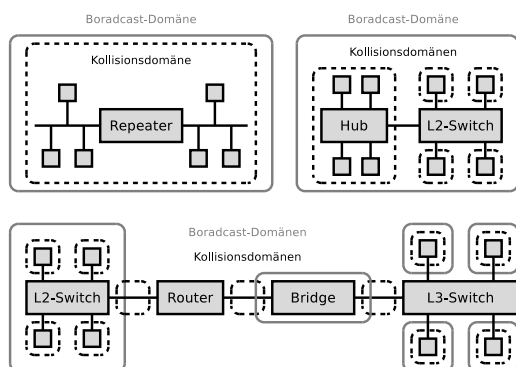 Boradcast-Domäne
Boradcast-Domäne
Kollisionsdomäne
Kollisionsdomänen
Repeater
Hub
L2-Switch
Boradcast-Domänen
Kollisionsdomänen
L2-Switch
Router
Bridge
L3-Switch